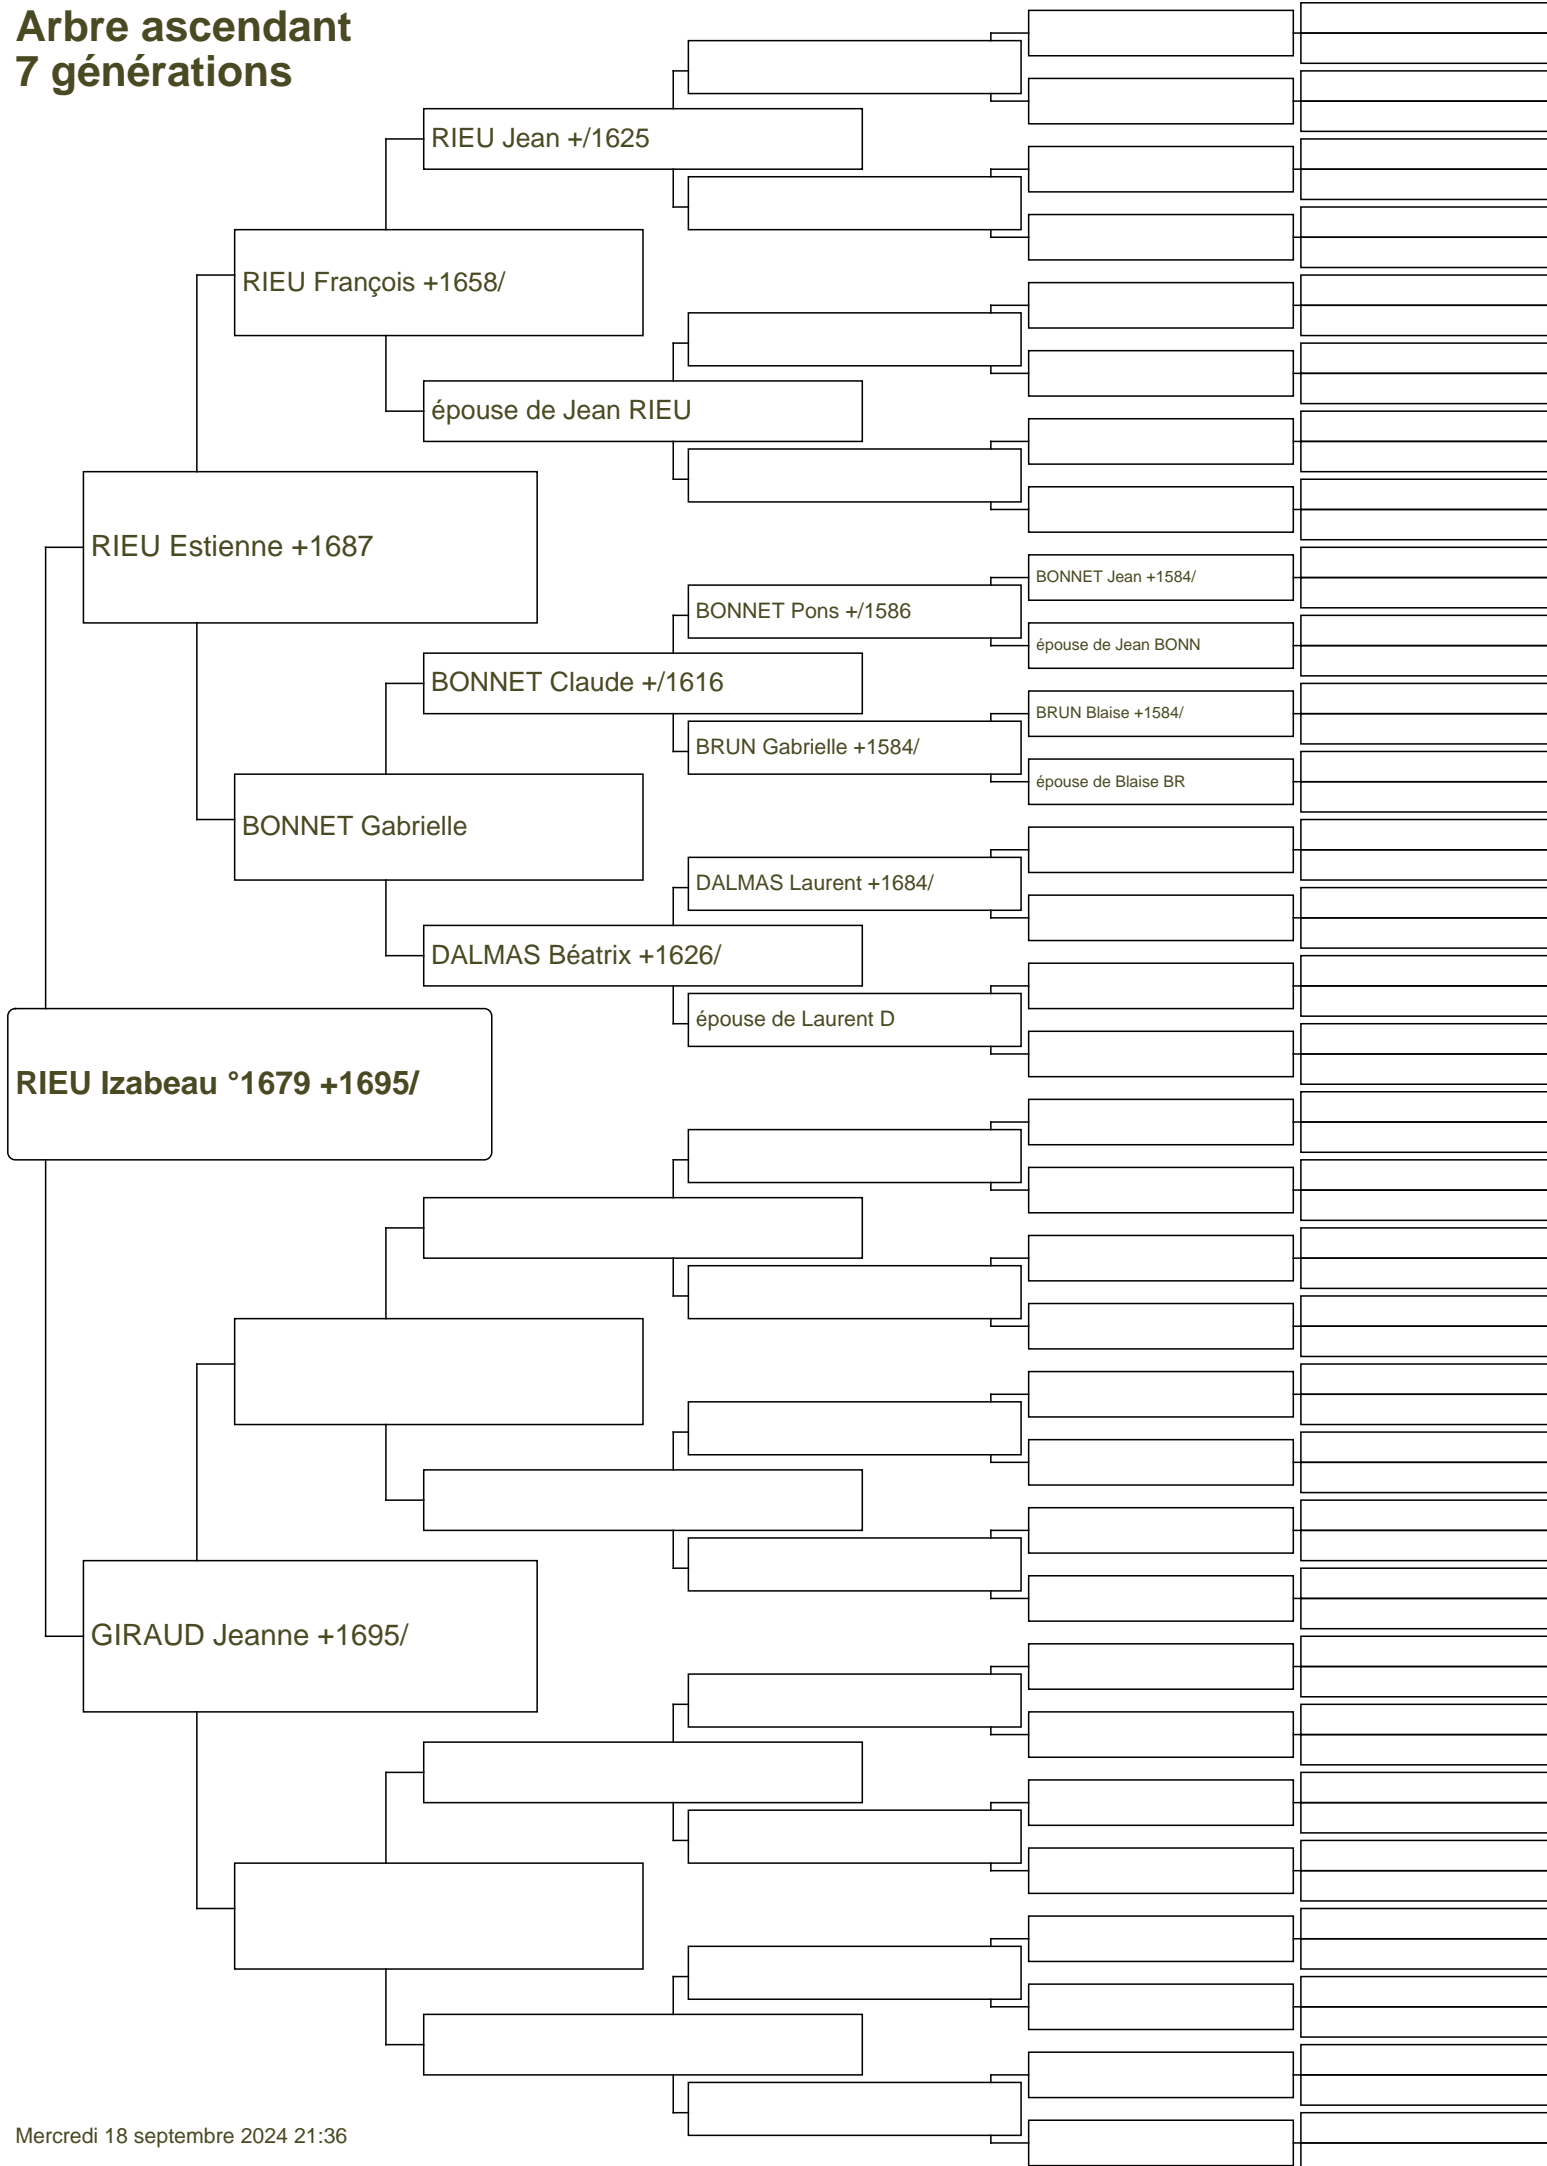 Arbre ascendant
7 générations
RIEU Jean +/1625
RIEU François +1658/
épouse de Jean RIEU
RIEU Estienne +1687
BONNET Jean +1584/
BONNET Pons +/1586
épouse de Jean BONN
BONNET Claude +/1616
BRUN Blaise +1584/
BRUN Gabrielle +1584/
épouse de Blaise BR
BONNET Gabrielle
DALMAS Laurent +1684/
DALMAS Béatrix +1626/
épouse de Laurent D
RIEU Izabeau °1679 +1695/
GIRAUD Jeanne +1695/
Mercredi 18 septembre 2024 21:36